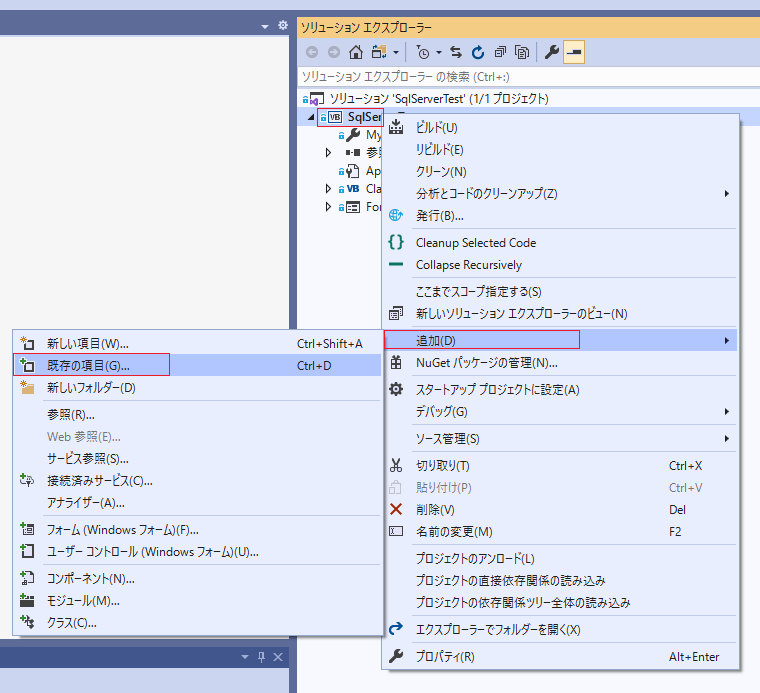 ソリューション エクスプローラー
ソリューション エクスプローラー の検索 (Ctrl+:)
ソリューション 'SqlServerTest' (1/1 プロジェクト)
VB SqlSer
My
参
Ap
VB Cla
For
ビルド(U)
リビルド(E)
クリーン(N)
分析とコードのクリーンアップ(Z)
発行(B)...
Cleanup Selected Code
Collapse Recursively
ここまでスコープ指定する(S)
新しいソリューション エクスプローラーのビュー(N)
追加(D)
NuGet パッケージの管理(N)...
スタートアップ プロジェクトに設定(A)
デバッグ(G)
ソース管理(S)
切り取り(T) Ctrl+X
貼り付け(P) Ctrl+V
削除(V) Del
名前の変更(M) F2
プロジェクトのアンロード(L)
プロジェクトの直接依存関係の読み込み
プロジェクトの依存関係ツリー全体の読み込み
エクスプローラーでフォルダーを開く(X)
プロパティ(R) Alt+Enter
新しい項目(W)... Ctrl+Shift+A
既存の項目(G)... Ctrl+D
新しいフォルダー(D)
参照(R)...
Web 参照(E)...
サービス参照(S)...
接続済みサービス(C)...
アナライザー(A)...
フォーム (Windows フォーム)(F)...
ユーザー コントロール (Windows フォーム)(U)...
コンポーネント(N)...
モジュール(M)...
クラス(C)...